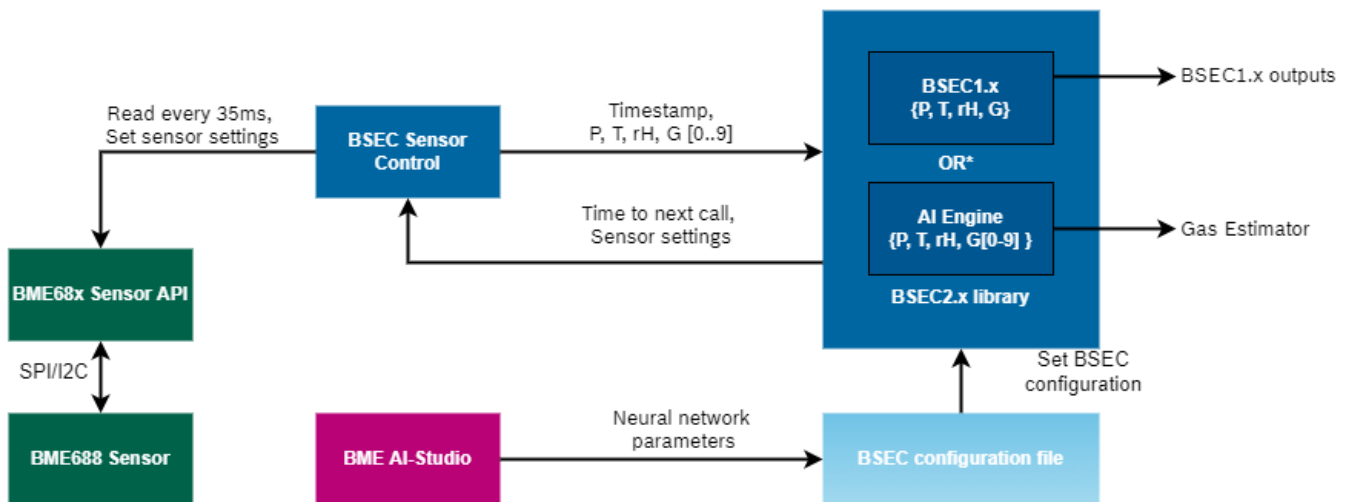 BSEC1.x
{P, T, rH, G}
BSEC1.x outputs
Read every 35ms,
Set sensor settings
BSEC Sensor
Control
Timestamp,
P, T, rH, G [0..9]
OR*
AI Engine
{P, T, rH, G[0-9] }
Gas Estimator
Time to next call,
Sensor settings
BME68x Sensor API
BSEC2.x library
SPI/I2C
Set BSEC
configuration
BME688 Sensor
BME AI-Studio
Neural network
parameters
BSEC configuration file